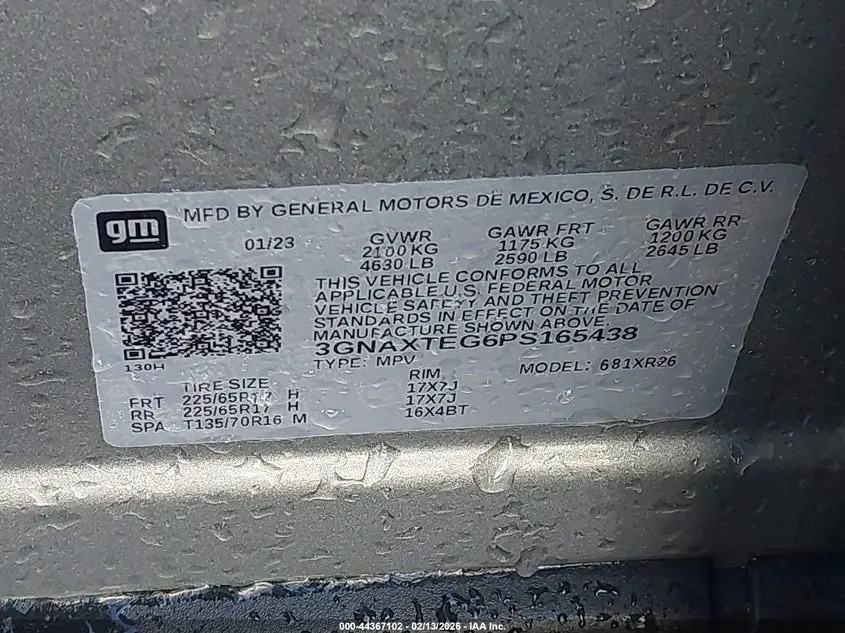 gm
MFD BY GENERAL MOTORS DE MEXICO, S. DE R.L. DE C.V.
01/23
GVWR
2100 KG
4630 LB
GAWR FRT
1175 KG
2590 LB
GAWR RR
1200 KG
2645 LB
THIS VEHICLE CONFORMS TO ALL
APPLICABLE U.S. FEDERAL MOTOR
VEHICLE SAFETY AND THEFT PREVENTION
STANDARDS IN EFFECT ON THE DATE OF
MANUFACTURE SHOWN ABOVE
3GNAXTEG6PS165438
TYPE: MPV
MODEL: 681XR26
130H
TIRE SIZE
RIM
FRT 225/65R17 H 17X7J
RR 225/65R17 H 17X7J
SPA T135/70R16 M 16X4BT
000-44367102 - 02/13/2026 - IAA Inc.